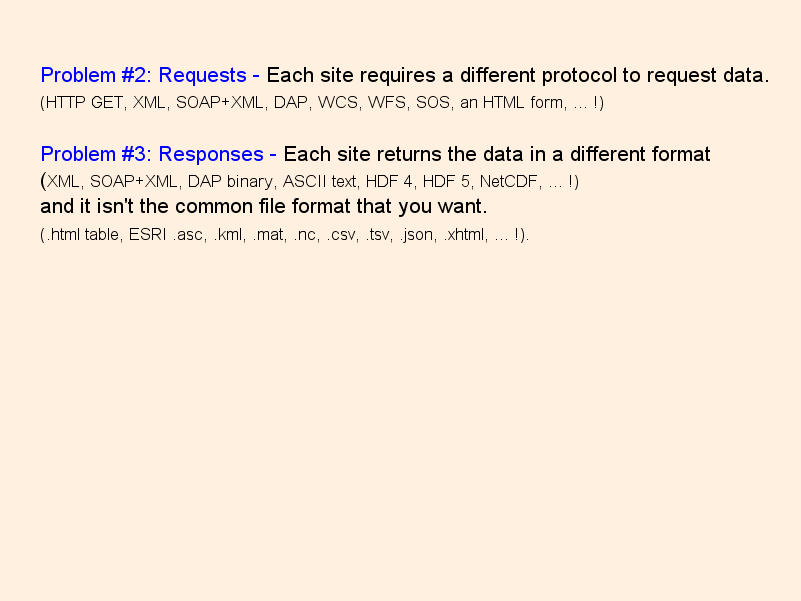 Problem #2: Requests - Each site requires a different protocol to request data.
(HTTP GET, XML, SOAP+XML, DAP, WCS, WFS, SOS, an HTML form, ... !)
Problem #3: Responses - Each site returns the data in a different format
(XML, SOAP+XML, DAP binary, ASCII text, HDF 4, HDF 5, NetCDF, ... !)
and it isn't the common file format that you want.
(.html table, ESRI .asc, .kml, .mat, .nc, .csv, .tsv, .json, .xhtml, ... !).